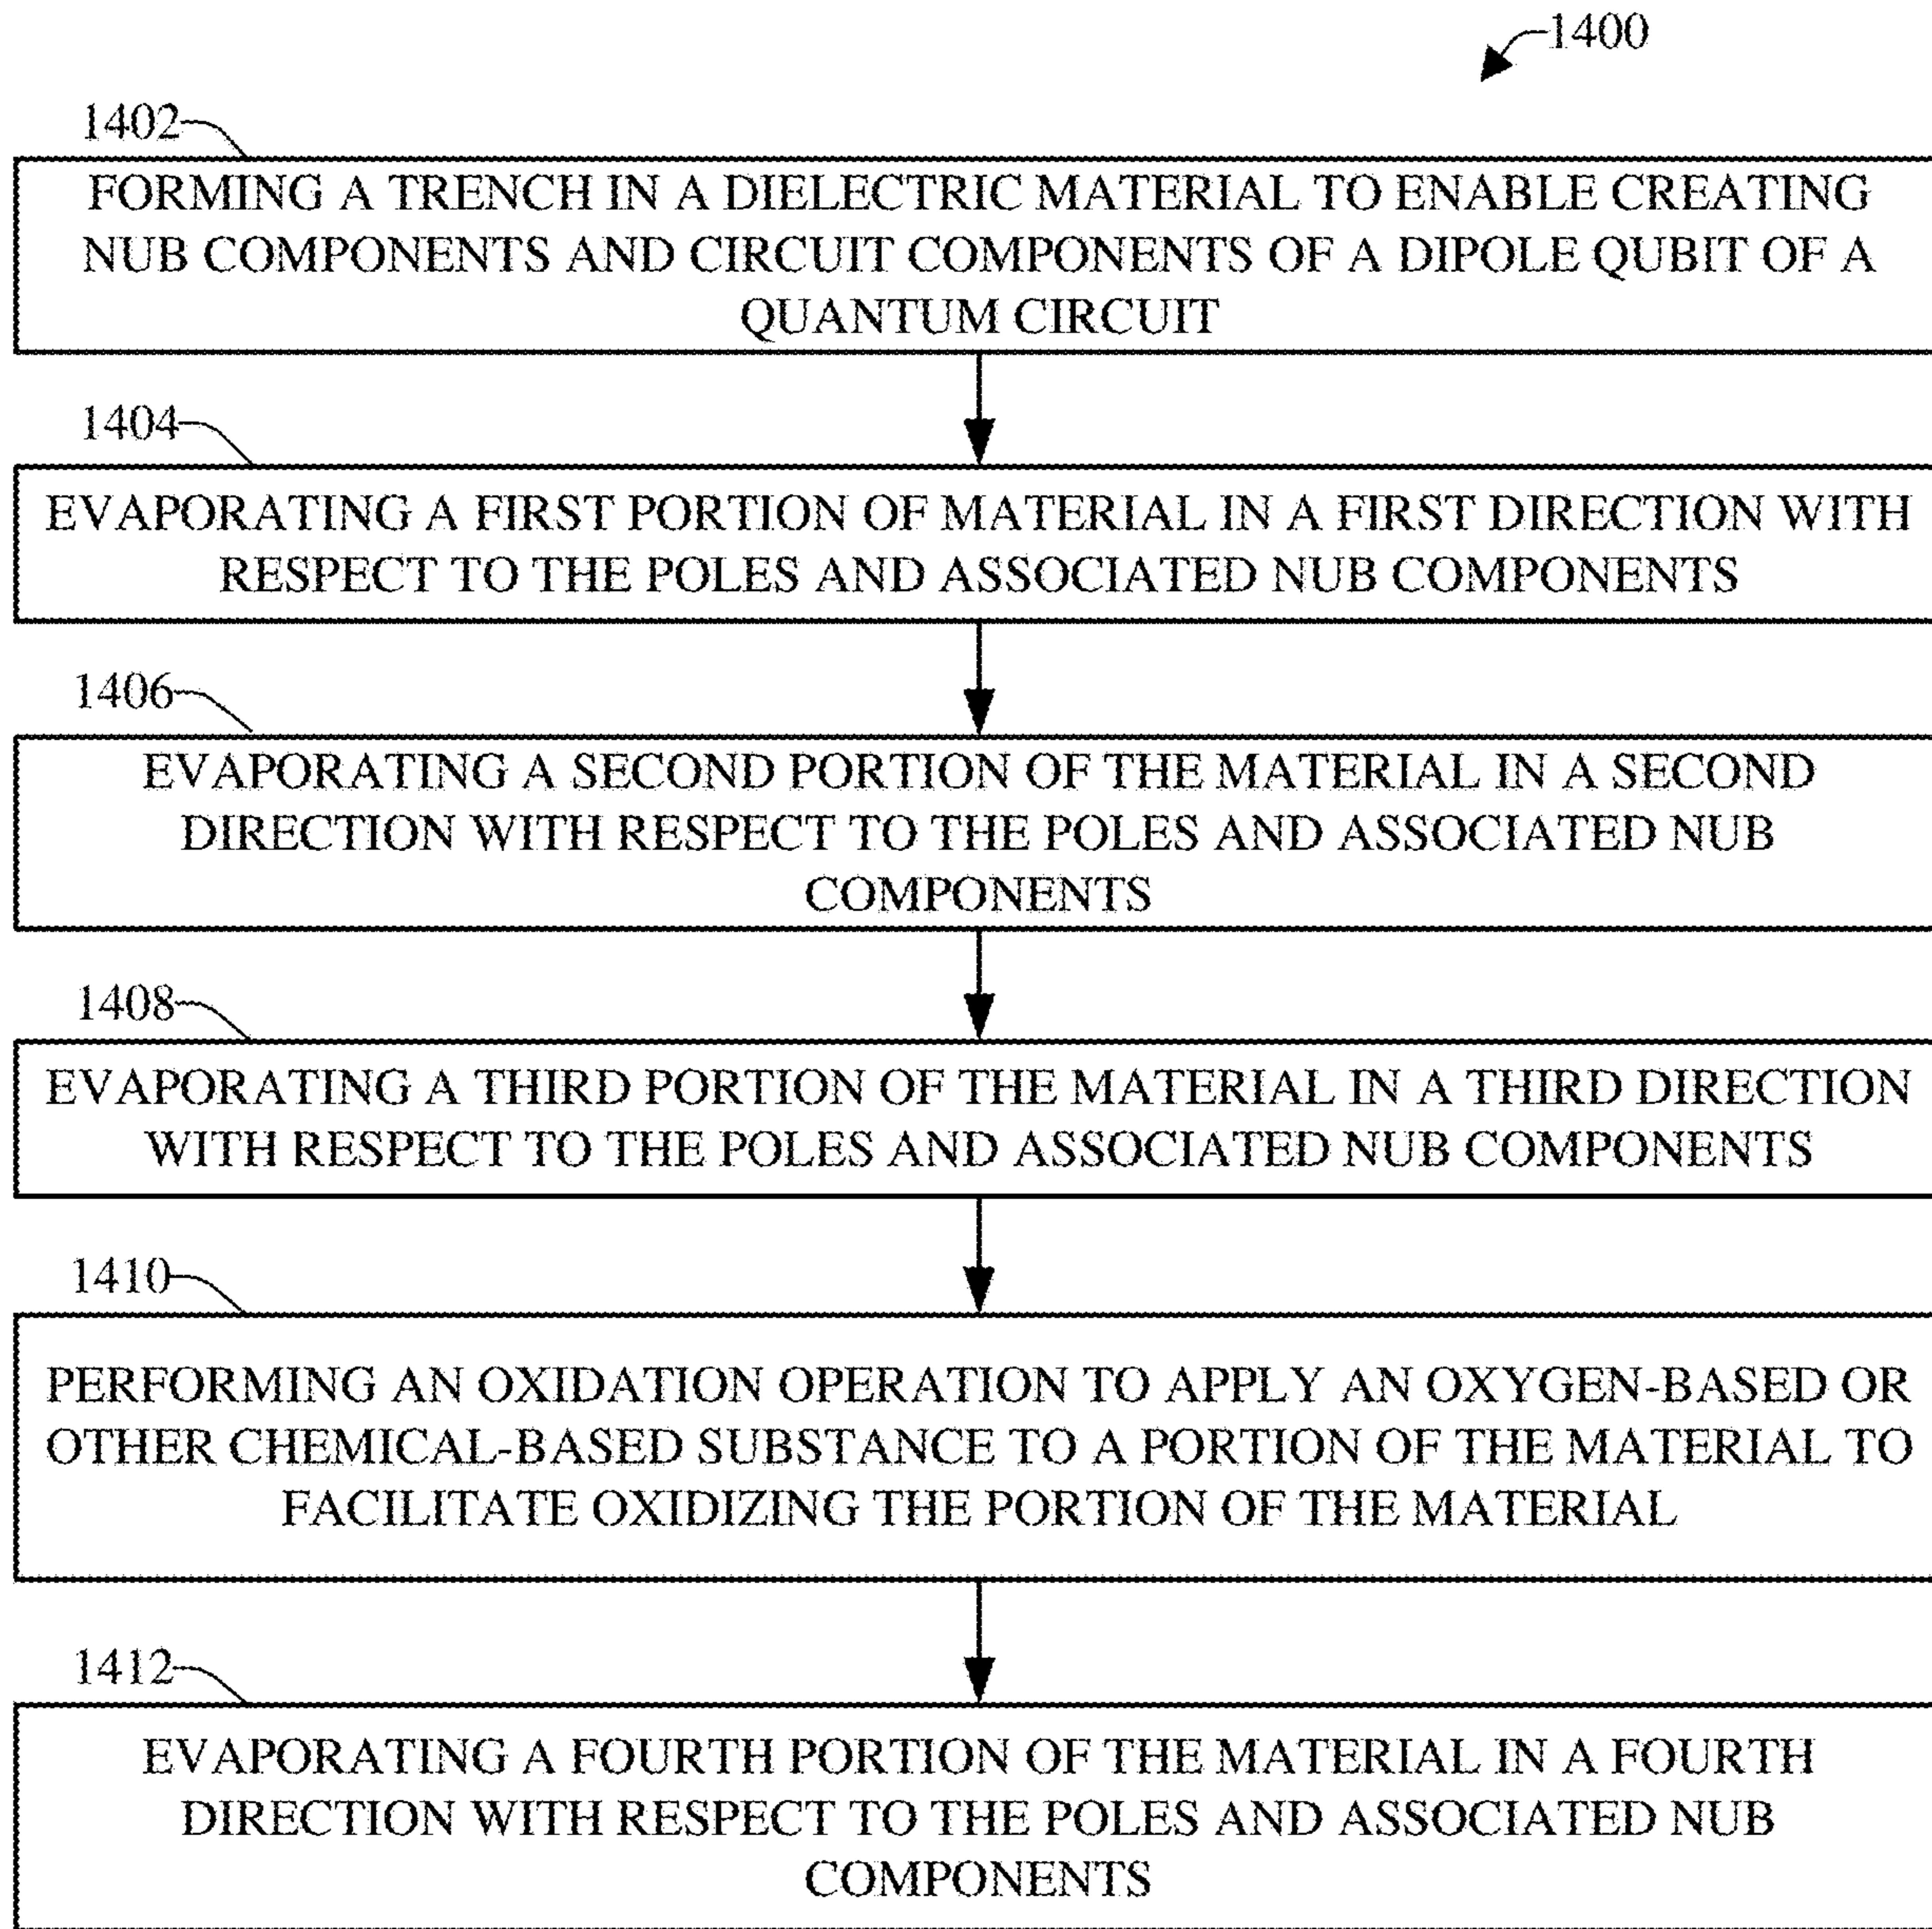 1400
1402
FORMING A TRENCH IN A DIELECTRIC MATERIAL TO ENABLE CREATING
NUB COMPONENTS AND CIRCUIT COMPONENTS OF A DIPOLE QUBIT OF A
QUANTUM CIRCUIT
1404
EVAPORATING A FIRST PORTION OF MATERIAL IN A FIRST DIRECTION WITH
RESPECT TO THE POLES AND ASSOCIATED NUB COMPONENTS
1406
EVAPORATING A SECOND PORTION OF THE MATERIAL IN A SECOND
DIRECTION WITH RESPECT TO THE POLES AND ASSOCIATED NUB
COMPONENTS
1408
EVAPORATING A THIRD PORTION OF THE MATERIAL IN A THIRD DIRECTION
WITH RESPECT TO THE POLES AND ASSOCIATED NUB COMPONENTS
1410
PERFORMING AN OXIDATION OPERATION TO APPLY AN OXYGEN-BASED OR
OTHER CHEMICAL-BASED SUBSTANCE TO A PORTION OF THE MATERIAL TO
FACILITATE OXIDIZING THE PORTION OF THE MATERIAL
1412
EVAPORATING A FOURTH PORTION OF THE MATERIAL IN A FOURTH
DIRECTION WITH RESPECT TO THE POLES AND ASSOCIATED NUB
COMPONENTS